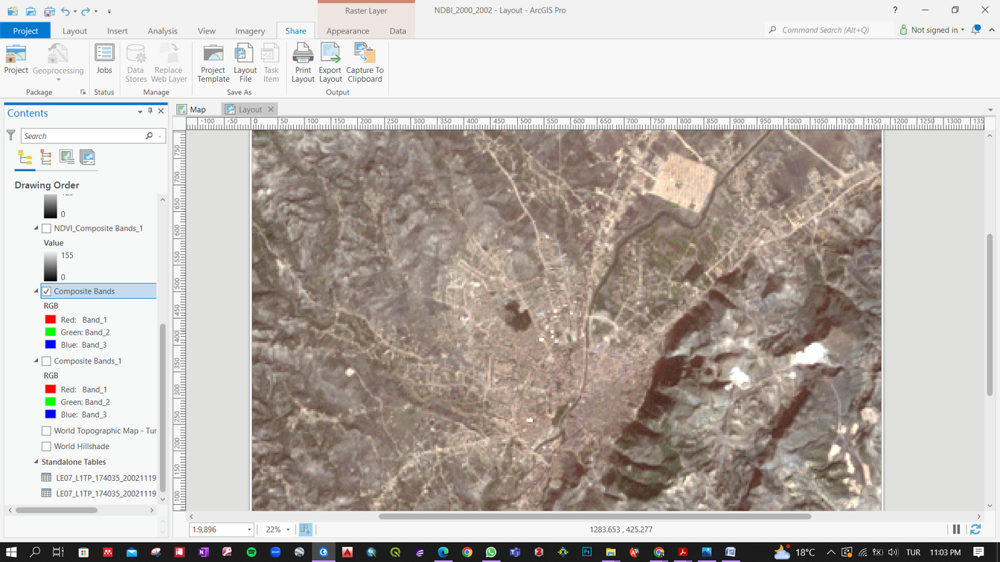 Raster Layer
NDBI_2000_2002 - Layout - ArcGIS Pro
?
Project Layout Insert Analysis View Imagery Share Appearance Data
Command Search (Alt+Q)
Not signed in
Project Geoprocessing Jobs Data Stores Replace Web Layer Project Template Layout File Task Item Print Layout Export Layout Capture To Clipboard
Package Status Manage Save As Output
Contents
Map Layout
-100 -50 0 50 100 150 200 250 300 350 400 450 500 550 600 650 700 750 800 850 900 950 1000 1050 1100 1150 1200 1250 1300 135
Search
Drawing Order
0
NDVI_Composite Bands_1
Value
155
0
Composite Bands
RGB
Red: Band_1
Green: Band_2
Blue: Band_3
Composite Bands_1
RGB
Red: Band_1
Green: Band_2
Blue: Band_3
World Topographic Map - Tur
World Hillshade
Standalone Tables
LE07_L1TP_174035_20021119
LE07_L1TP_174035_20021119
750
700
650
600
550
500
450
400
350
300
250
200
150
100
1:9,896
22%
1283.653 , 425.277
18°C
TUR
11:03 PM